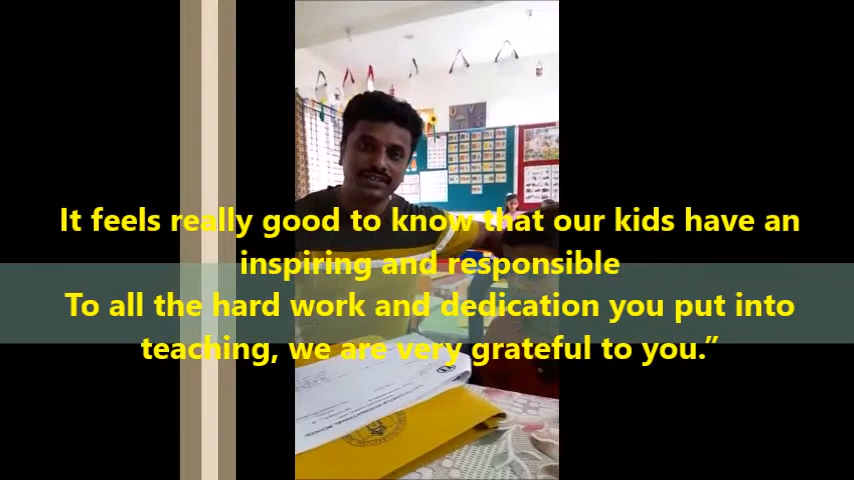 It feels really good to know that our kids have an
inspiring and responsible
To all the hard work and dedication you put into
teaching, we are very grateful to you.”